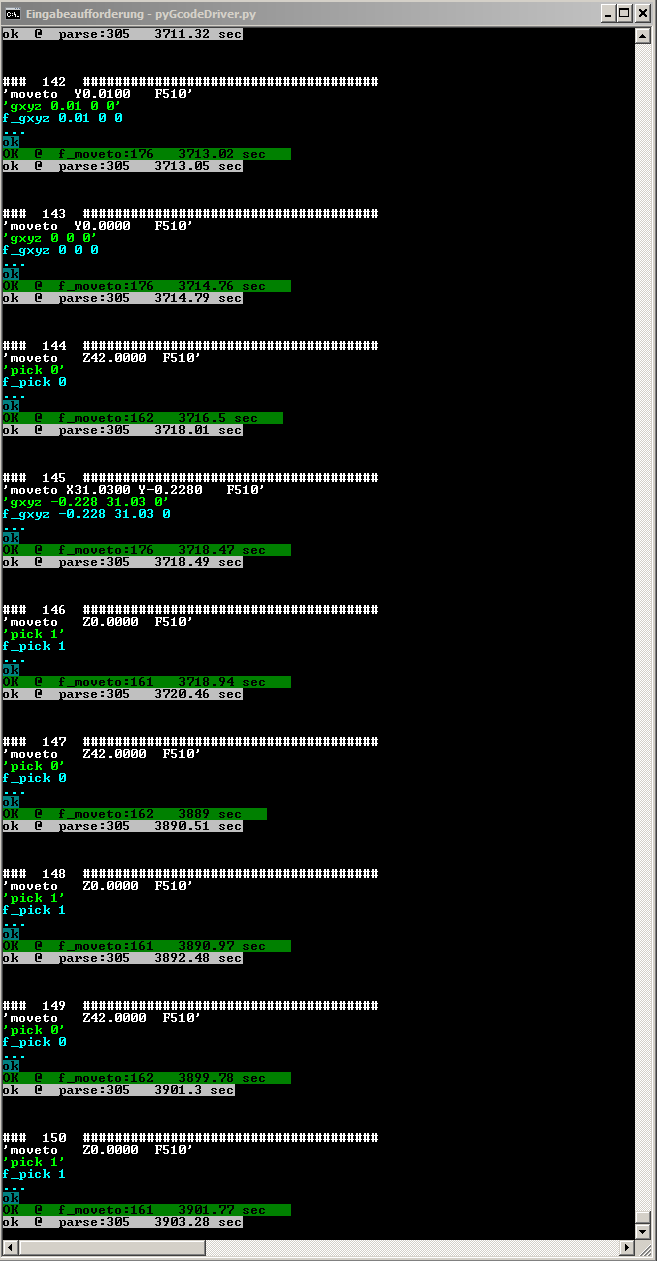 Eingabeaufforderung - pyGcodeDriver.py
ok  @  parse:305   3711.32 sec
###  142  #####################################
'moveto  Y0.0100   F510'
'gxyz 0.01 0 0'
f_gxyz 0.01 0 0
...
ok
OK  @  f_moveto:176   3713.02 sec
ok  @  parse:305   3713.05 sec
###  143  #####################################
'moveto  Y0.0000   F510'
'gxyz 0 0 0'
f_gxyz 0 0 0
...
ok
OK  @  f_moveto:176   3714.76 sec
ok  @  parse:305   3714.79 sec
###  144  #####################################
'moveto   Z42.0000  F510'
'pick 0'
f_pick 0
...
ok
OK  @  f_moveto:162   3716.5 sec
ok  @  parse:305   3718.01 sec
###  145  #####################################
'moveto X31.0300 Y-0.2280   F510'
'gxyz -0.228 31.03 0'
f_gxyz -0.228 31.03 0
...
ok
OK  @  f_moveto:176   3718.47 sec
ok  @  parse:305   3718.49 sec
###  146  #####################################
'moveto   Z0.0000  F510'
'pick 1'
f_pick 1
...
ok
OK  @  f_moveto:161   3718.94 sec
ok  @  parse:305   3720.46 sec
###  147  #####################################
'moveto   Z42.0000  F510'
'pick 0'
f_pick 0
...
ok
OK  @  f_moveto:162   3889 sec
ok  @  parse:305   3890.51 sec
###  148  #####################################
'moveto   Z0.0000  F510'
'pick 1'
f_pick 1
...
ok
OK  @  f_moveto:161   3890.97 sec
ok  @  parse:305   3892.48 sec
###  149  #####################################
'moveto   Z42.0000  F510'
'pick 0'
f_pick 0
...
ok
OK  @  f_moveto:162   3899.78 sec
ok  @  parse:305   3901.3 sec
###  150  #####################################
'moveto   Z0.0000  F510'
'pick 1'
f_pick 1
...
ok
OK  @  f_moveto:161   3901.77 sec
ok  @  parse:305   3903.28 sec